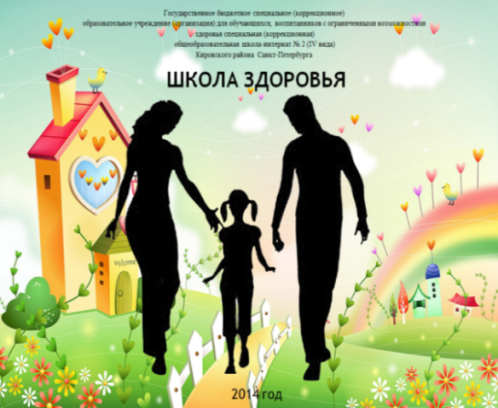 Государственное бюджетное специальное (коррекционное)
образовательное учреждение (организация) для обучающихся, воспитанников с ограниченными возможностями
здоровья специальная (коррекционная)
общеобразовательная школа-интернат № 2 (IV вида)
Кировского района Санкт-Петербурга
ШКОЛА ЗДОРОВЬЯ
Welcome
2014 год